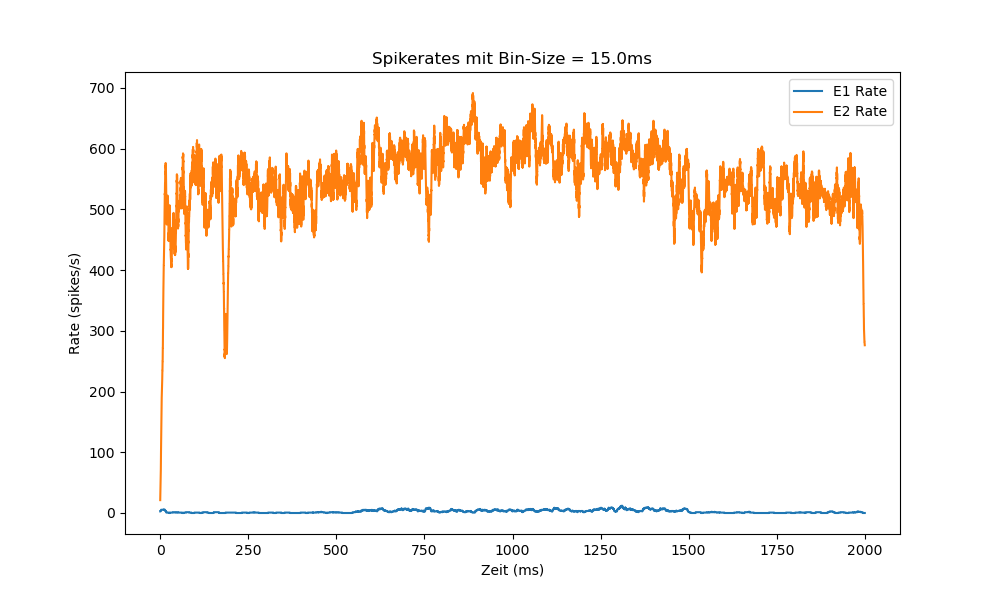 Spikerates mit Bin-Size = 15.0ms
E1 Rate
E2 Rate
Rate (spikes/s)
700
600
500
400
300
200
100
0
0 250 500 750 1000 1250 1500 1750 2000
Zeit (ms)